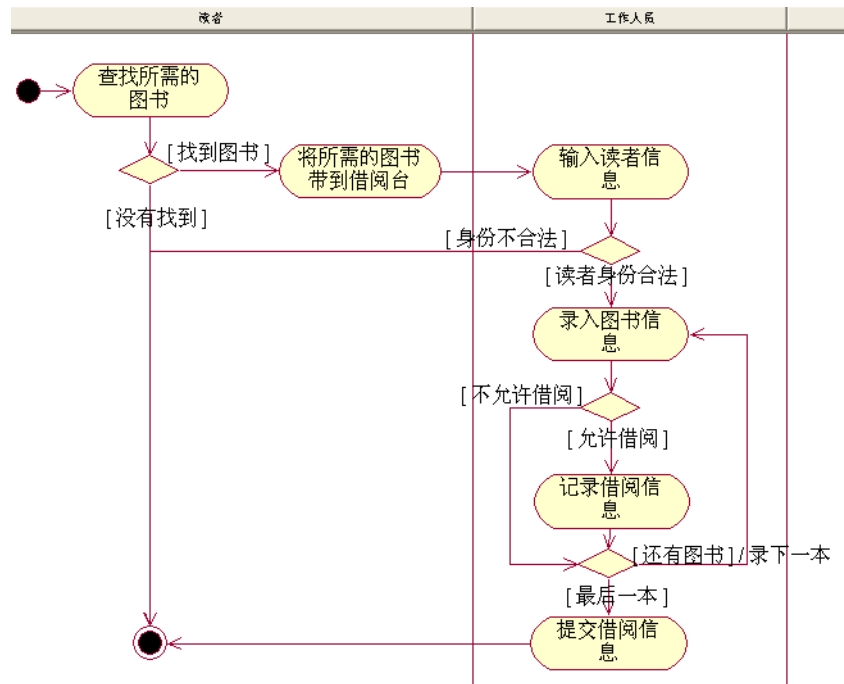 读者
工作人员
查找所需的
图书
[找到图书]
将所需的图书
带到借阅台
输入读者信
息
[没有找到]
[身份不合法]
[读者身份合法]
录入图书信
息
[不允许借阅]
[允许借阅]
记录借阅信
息
[还有图书]/录下一本
[最后一本]
提交借阅信
息